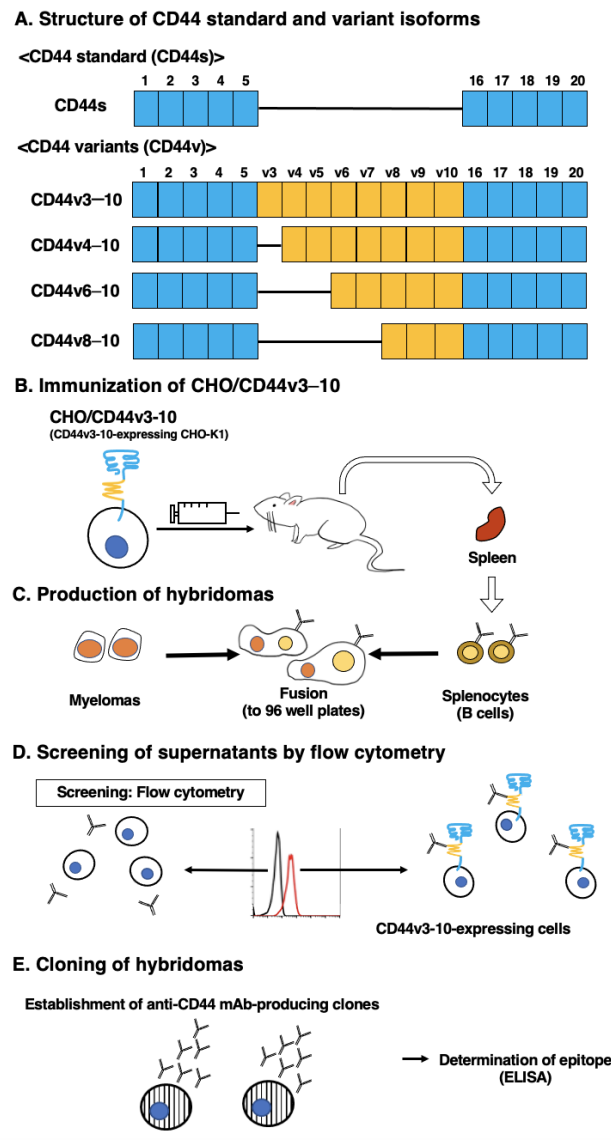 A. Structure of CD44 standard and variant isoforms
<CD44 standard (CD44s)>
1 2 3 4 5 16 17 18 19 20
CD44s
<CD44 variants (CD44v)>
1 2 3 4 5 v3 v4 v5 v6 v7 v8 v9 v10 16 17 18 19 20
CD44v3–10
CD44v4–10
CD44v6–10
CD44v8–10
B. Immunization of CHO/CD44v3–10
CHO/CD44v3-10
(CD44v3-10-expressing CHO-K1)
Spleen
C. Production of hybridomas
Myelomas
Fusion
(to 96 well plates)
Splenocytes
(B cells)
D. Screening of supernatants by flow cytometry
Screening: Flow cytometry
CD44v3-10-expressing cells
E. Cloning of hybridomas
Establishment of anti-CD44 mAb-producing clones
Determination of epitope
(ELISA)